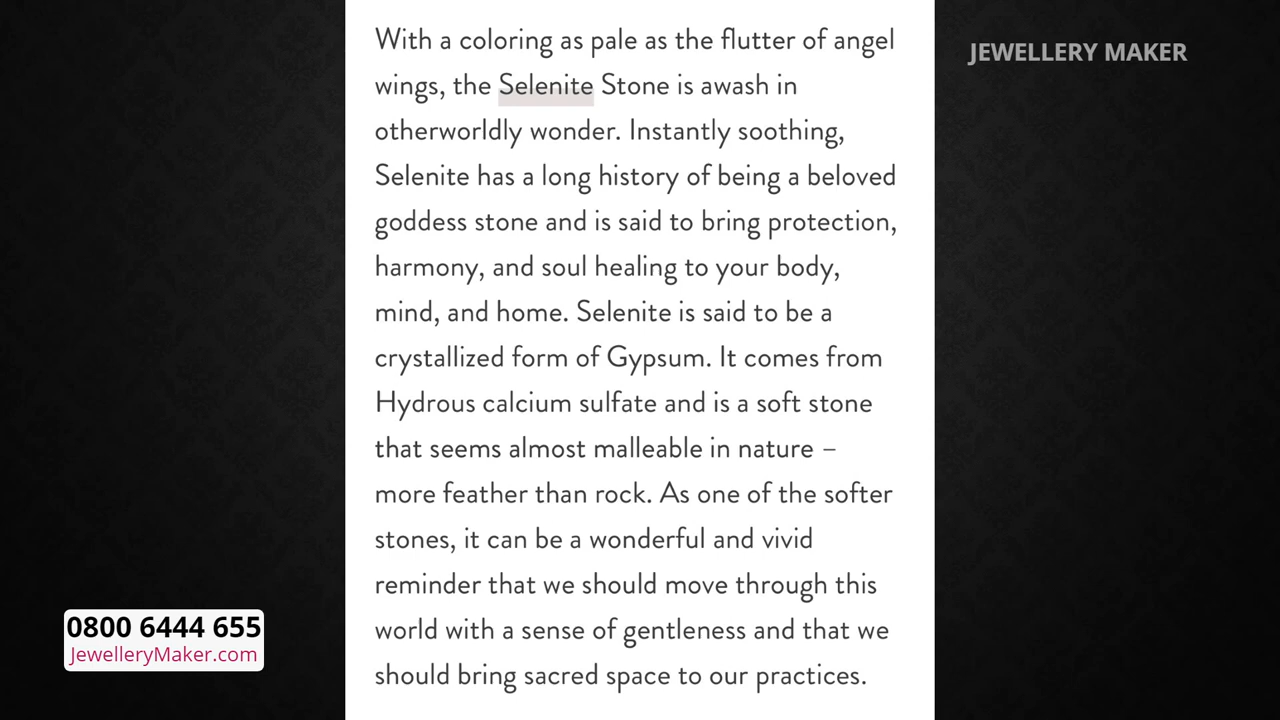 With a coloring as pale as the flutter of angel
wings, the Selenite Stone is awash in
otherworldly wonder. Instantly soothing,
Selenite has a long history of being a beloved
goddess stone and is said to bring protection,
harmony, and soul healing to your body,
mind, and home. Selenite is said to be a
crystallized form of Gypsum. It comes from
Hydrous calcium sulfate and is a soft stone
that seems almost malleable in nature –
more feather than rock. As one of the softer
stones, it can be a wonderful and vivid
reminder that we should move through this
world with a sense of gentleness and that we
should bring sacred space to our practices.
JEWELLERY MAKER
0800 6444 655
JewelleryMaker.com